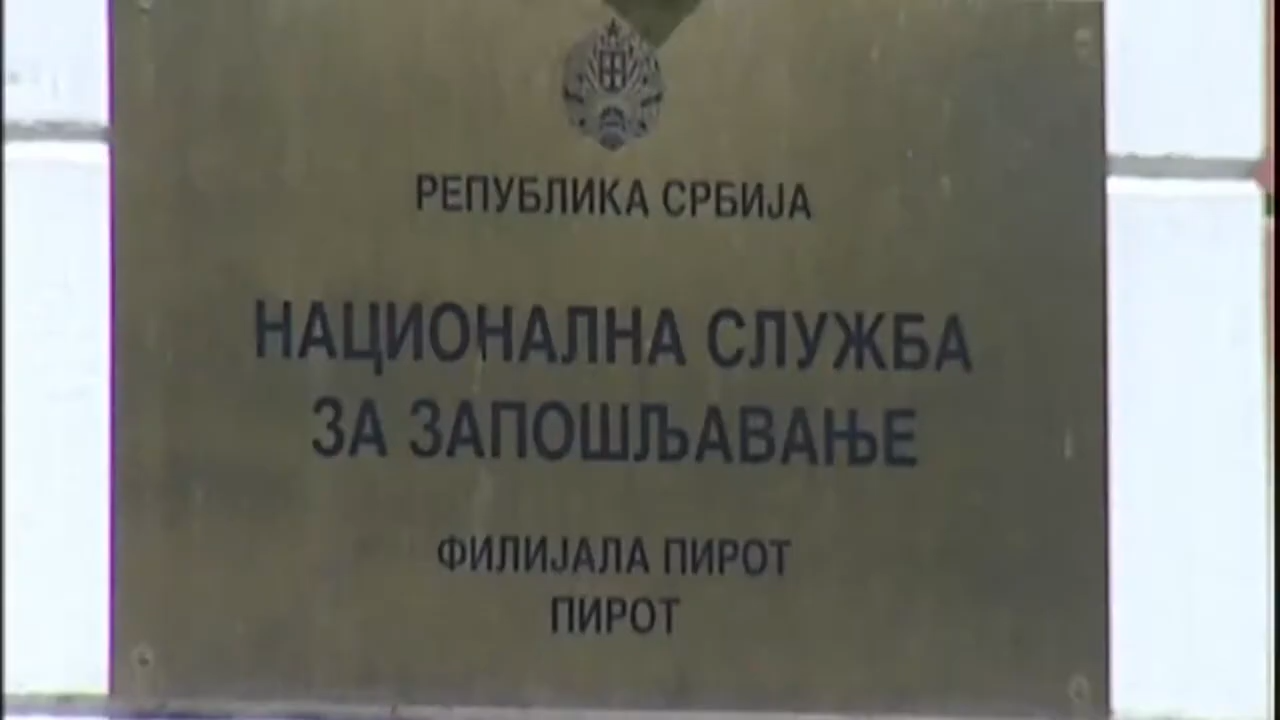 РЕПУБЛИКА СРБИЈА
НАЦИОНАЛНА СЛУЖБА
ЗА ЗАПОШЉАВАЊЕ
ФИЛИЈАЛА ПИРОТ
ПИРОТ